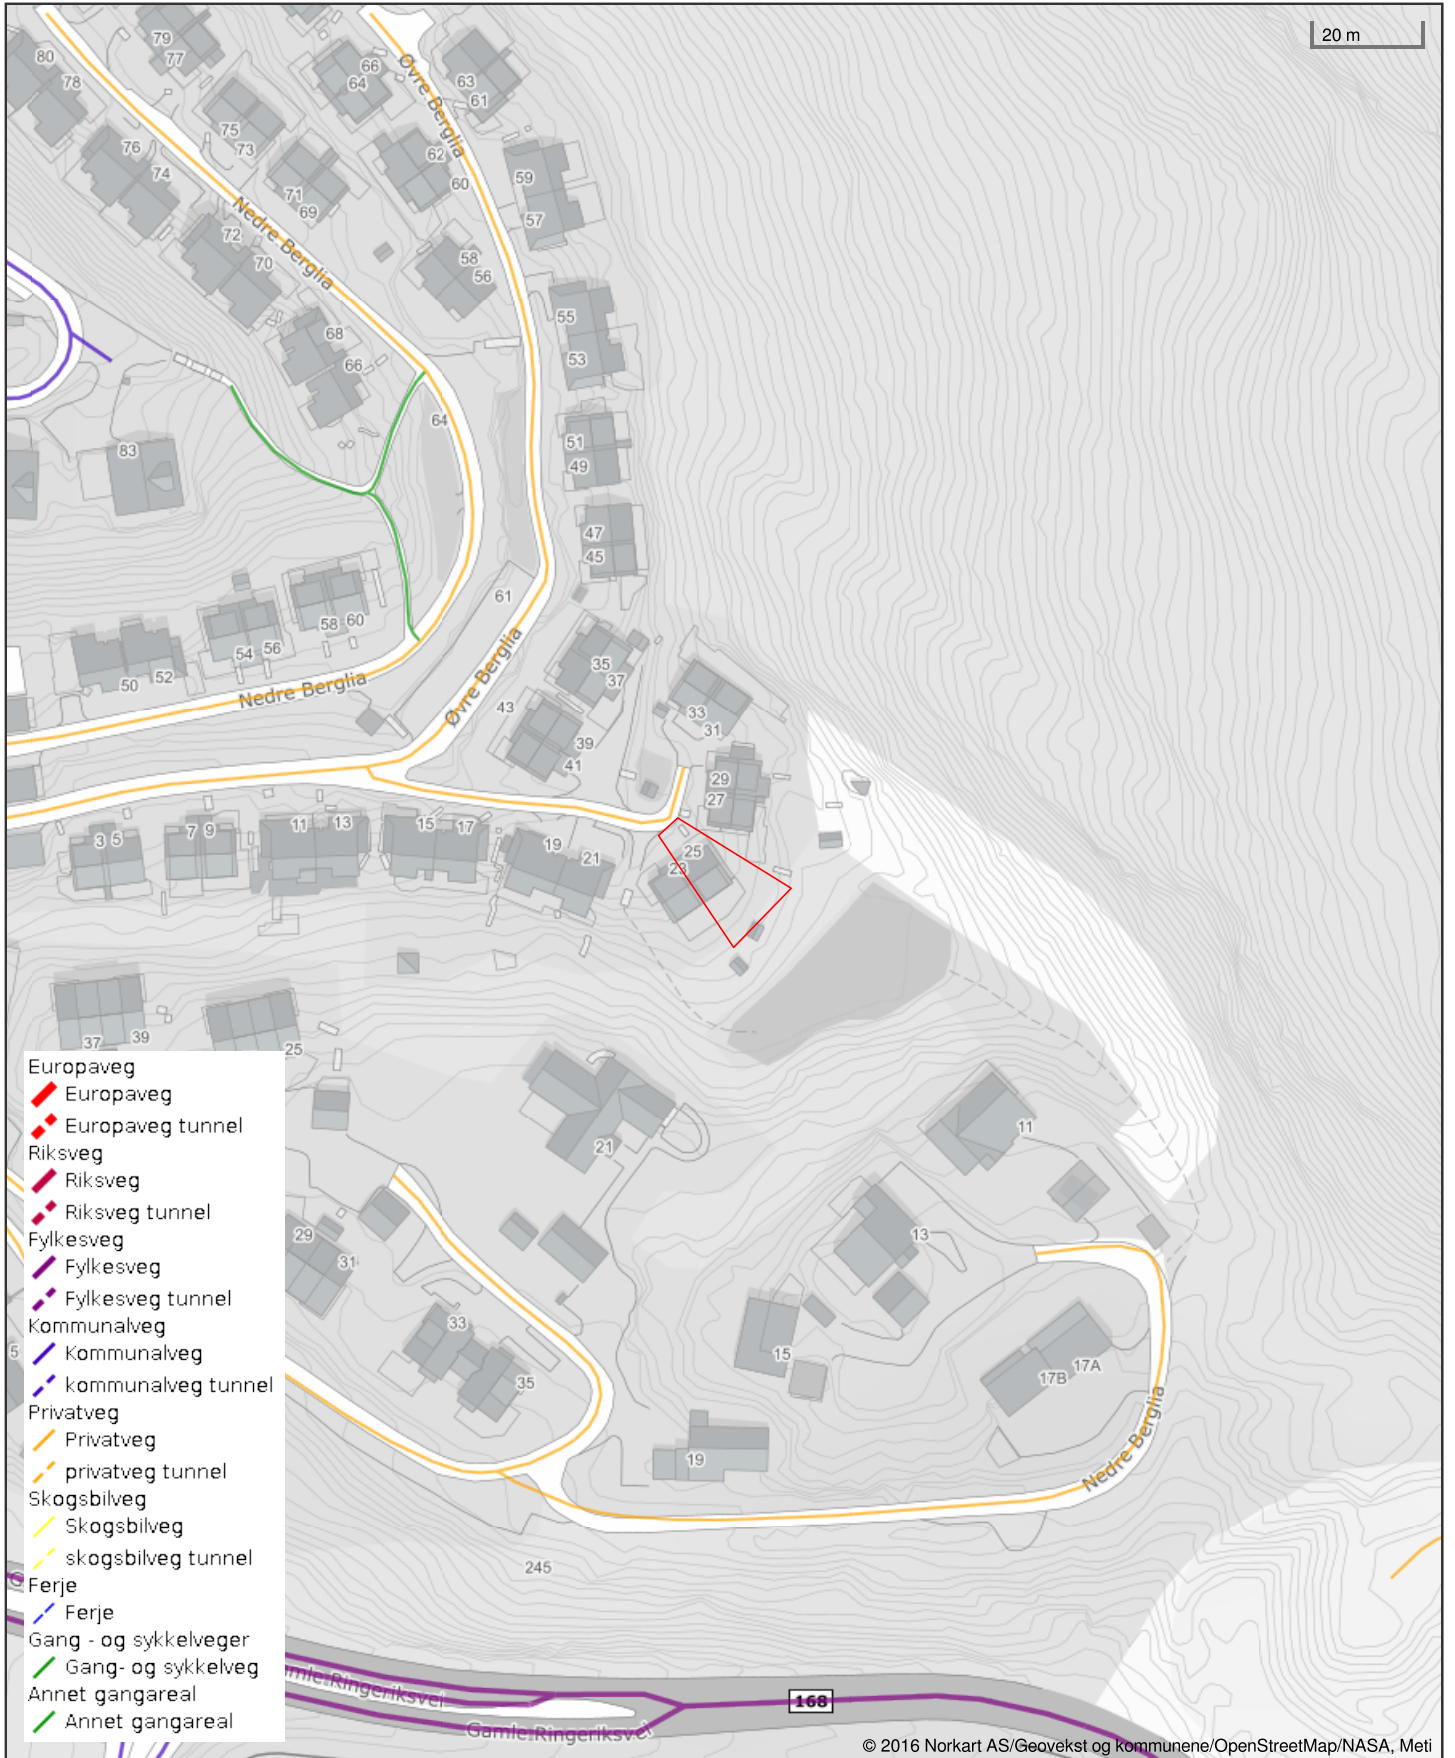 20 m
79
77
80
78
66
64
63
61
Øvre Berglia
75
73
76
74
62
60
59
57
71
69
Nedre Berglia
72
70
58
56
55
53
68
66
64
51
49
83
47
45
61
58 60
54 56
50 52
Nedre Berglia
Øvre Berglia
35
37
43
39
41
33
31
29
27
3 5
7 9
11 13
15 17
19
21
25
23
37 39
25
21
11
13
29
31
33
35
15
17B 17A
19
Nedre Berglia
245
5
Europaveg
Europaveg
Europaveg tunnel
Riksveg
Riksveg
Riksveg tunnel
Fylkesveg
Fylkesveg
Fylkesveg tunnel
Kommunalveg
Kommunalveg
kommunalveg tunnel
Privatveg
Privatveg
privatveg tunnel
Skogsbilveg
Skogsbilveg
skogsbilveg tunnel
Ferje
Ferje
Gang - og sykkelveger
Gang- og sykkelveg
Annet gangareal
Annet gangareal
mle Ringeriksvei
Gamle Ringeriksvei
168
© 2016 Norkart AS/Geovekst og kommunene/OpenStreetMap/NASA, Meti